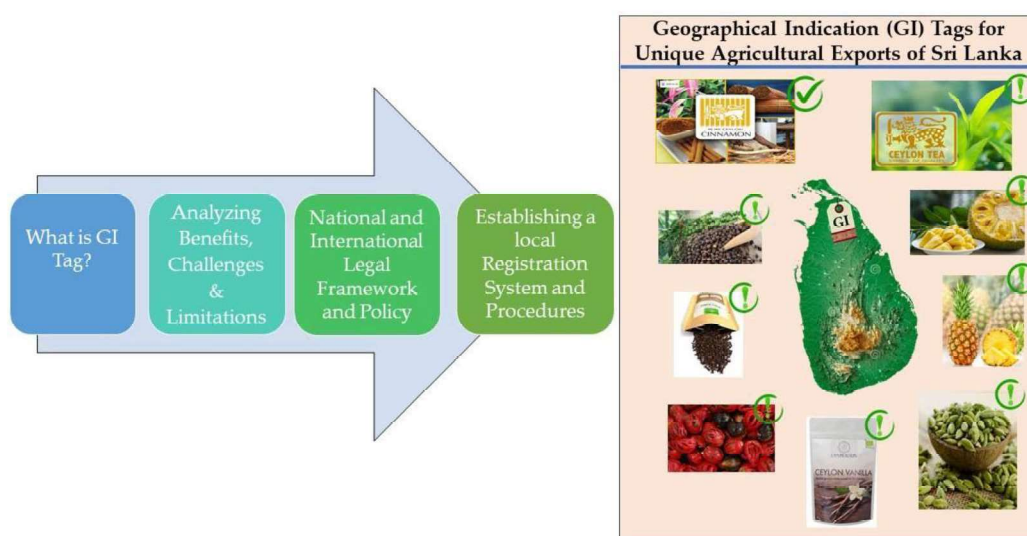 What is GI
Tag?
Analyzing
Benefits,
Challenges
&
Limitations
National and
International
Legal
Framework
and Policy
Establishing a
local
Registration
System and
Procedures
Geographical Indication (GI) Tags for
Unique Agricultural Exports of Sri Lanka
CINNAMON
CEYLON TEA
GI
CEYLON VANILLA